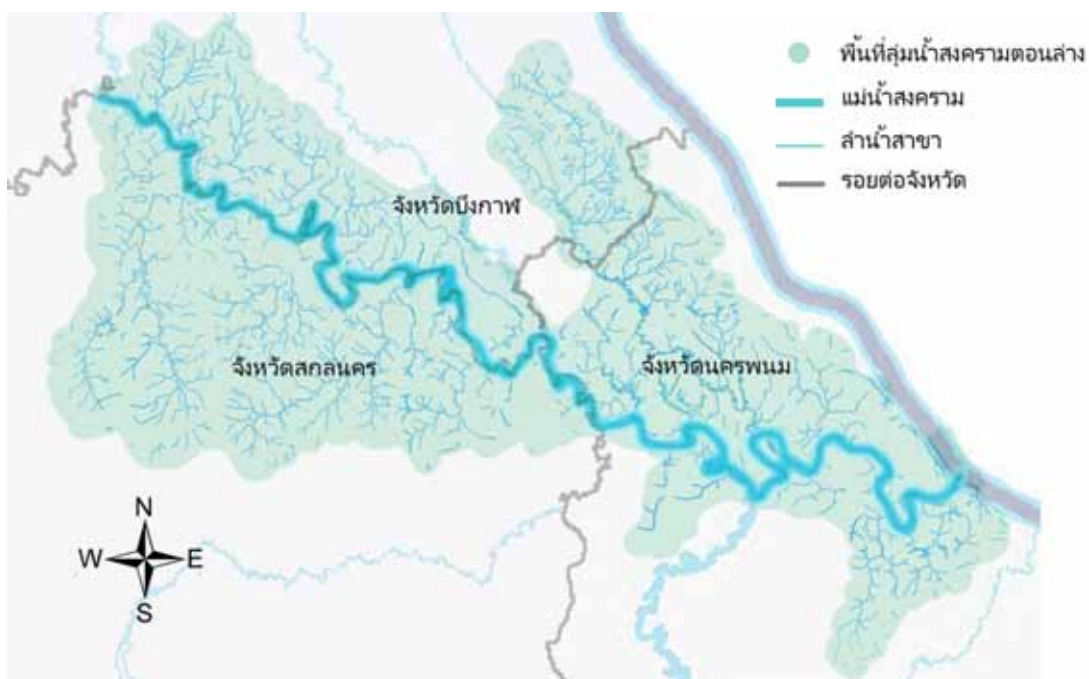 พื้นที่ลุ่มน้ำสงครามตอนล่าง
แม่น้ำสงคราม
ลำน้ำสาขา
รอยต่อจังหวัด
จังหวัดบึงกาฬ
จังหวัดสกลนคร
จังหวัดนครพนม
N
W E
S